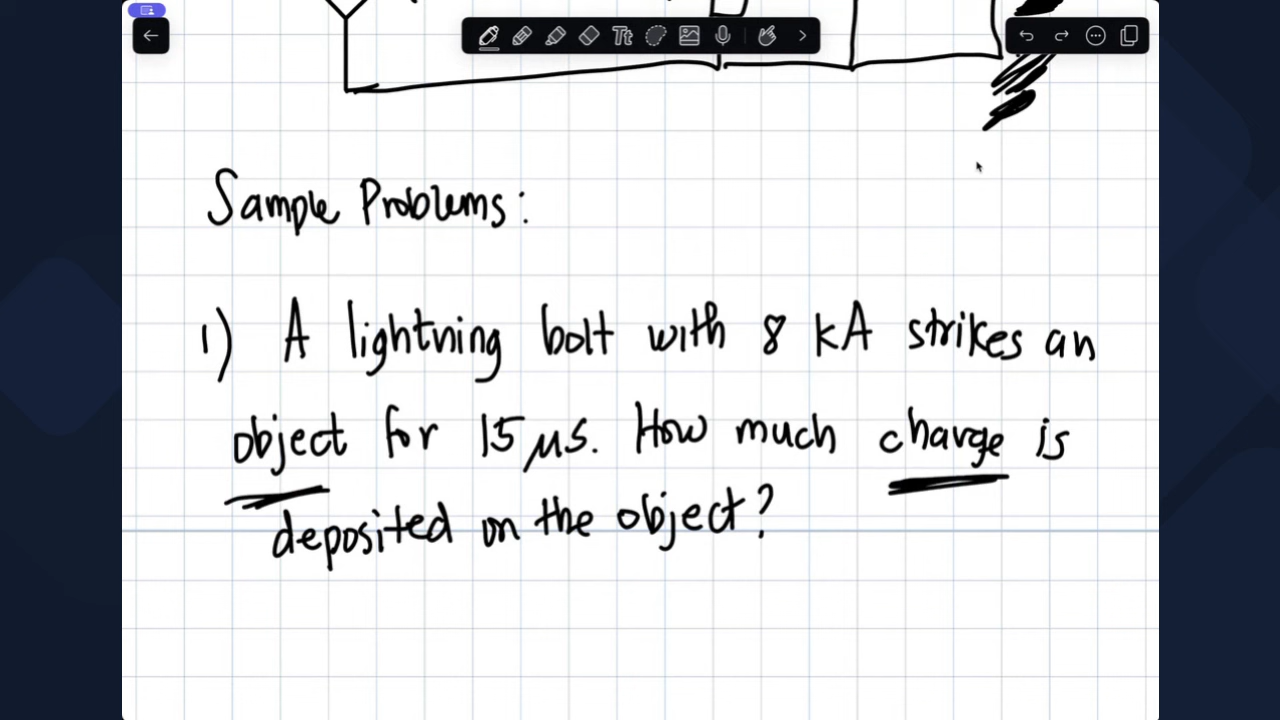 Sample Problems:
1) A lightning bolt with 8 kA strikes an
object for 15 μs. How much charge is
deposited on the object?